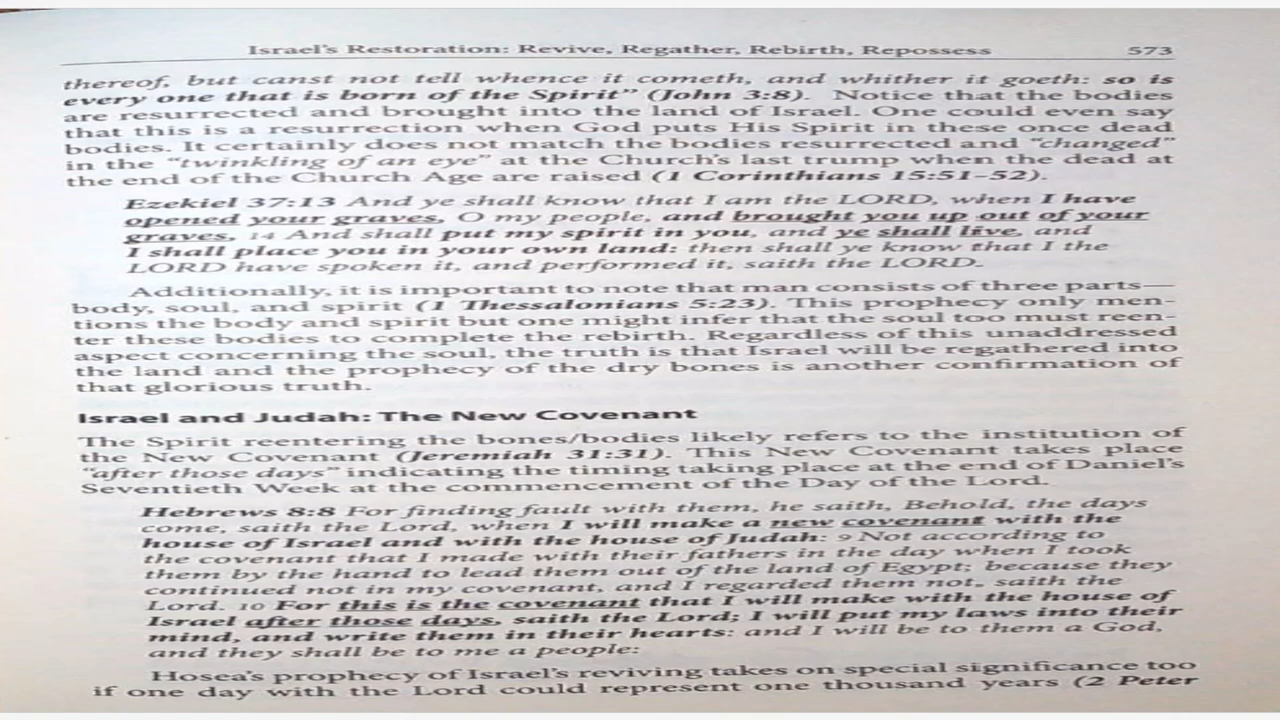 Israel's Restoration: Revive, Regather, Rebirth, Repossess 573
thereof, but canst not tell whence it cometh, and whither it goeth: so is
every one that is born of the Spirit” (John 3:8). Notice that the bodies
are resurrected and brought into the land of Israel. One could even say
that this is a resurrection when God puts His Spirit in these once dead
bodies. It certainly does not match the bodies resurrected and “changed”
in the “twinkling of an eye” at the Church's last trump when the dead at
the end of the Church Age are raised (1 Corinthians 15:51–52).
Ezekiel 37:13 And ye shall know that I am the LORD, when I have
opened your graves, O my people, and brought you up out of your
graves, 14 And shall put my spirit in you, and ye shall live, and
I shall place you in your own land: then shall ye know that I the
LORD have spoken it, and performed it, saith the LORD.
Additionally, it is important to note that man consists of three parts—
body, soul, and spirit (1 Thessalonians 5:23). This prophecy only men-
tions the body and spirit but one might infer that the soul too must reen-
ter these bodies to complete the rebirth. Regardless of this unaddressed
aspect concerning the soul, the truth is that Israel will be regathered into
the land and the prophecy of the dry bones is another confirmation of
that glorious truth.
Israel and Judah: The New Covenant
The Spirit reentering the bones/bodies likely refers to the institution of
the New Covenant (Jeremiah 31:31). This New Covenant takes place
“after those days” indicating the timing taking place at the end of Daniel's
Seventieth Week at the commencement of the Day of the Lord.
Hebrews 8:8 For finding fault with them, he saith, Behold, the days
come, saith the Lord, when I will make a new covenant with the
house of Israel and with the house of Judah: 9 Not according to
the covenant that I made with their fathers in the day when I took
them by the hand to lead them out of the land of Egypt; because they
continued not in my covenant, and I regarded them not, saith the
Lord. 10 For this is the covenant that I will make with the house of
Israel after those days, saith the Lord; I will put my laws into their
mind, and write them in their hearts: and I will be to them a God,
and they shall be to me a people:
Hosea's prophecy of Israel's reviving takes on special significance too
if one day with the Lord could represent one thousand years (2 Peter